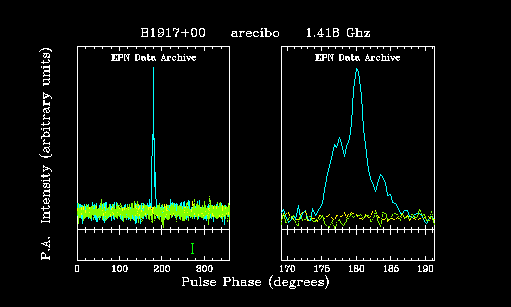 B1917+00 arecibo 1.418 Ghz
EPN Data Archive EPN Data Archive
P.A. Intensity (arbitrary units)
0 100 200 300 170 175 180 185 190
Pulse Phase (degrees)